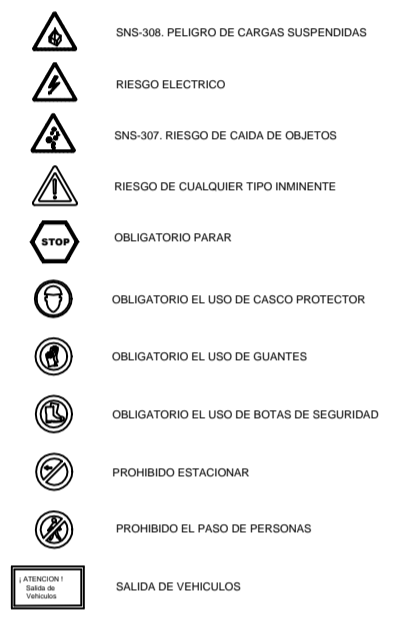 SNS-308. PELIGRO DE CARGAS SUSPENDIDAS
RIESGO ELECTRICO
SNS-307. RIESGO DE CAIDA DE OBJETOS
RIESGO DE CUALQUIER TIPO INMINENTE
STOP OBLIGATORIO PARAR
OBLIGATORIO EL USO DE CASCO PROTECTOR
OBLIGATORIO EL USO DE GUANTES
OBLIGATORIO EL USO DE BOTAS DE SEGURIDAD
PROHIBIDO ESTACIONAR
PROHIBIDO EL PASO DE PERSONAS
¡ ATENCION !
Salida de
Vehiculos
SALIDA DE VEHICULOS